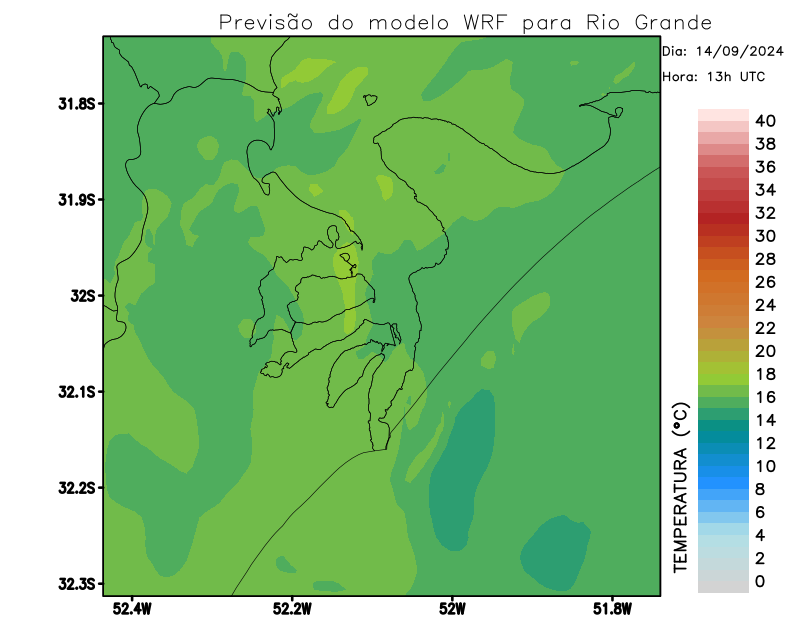 Previsão do modelo WRF para Rio Grande
Dia: 14/09/2024
Hora: 13h UTC
31.8S
31.9S
32S
32.1S
32.2S
32.3S
52.4W
52.2W
52W
51.8W
TEMPERATURA (°C)
40
38
36
34
32
30
28
26
24
22
20
18
16
14
12
10
8
6
4
2
0